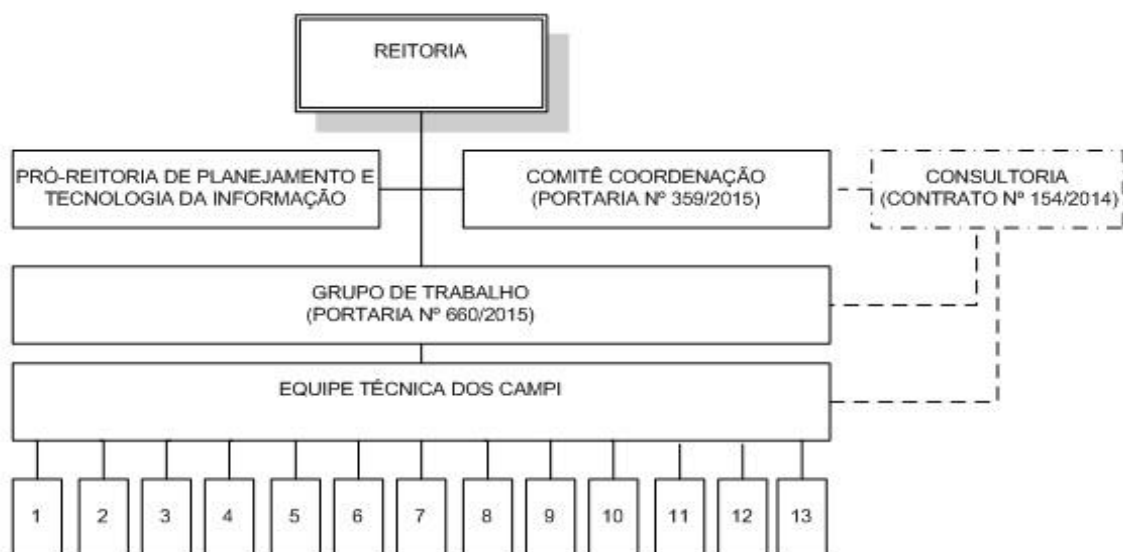 REITORIA
PRÓ-REITORIA DE PLANEJAMENTO E
TECNOLOGIA DA INFORMAÇÃO
COMITÊ COORDENAÇÃO
(PORTARIA Nº 359/2015)
CONSULTORIA
(CONTRATO Nº 154/2014)
GRUPO DE TRABALHO
(PORTARIA Nº 660/2015)
EQUIPE TÉCNICA DOS CAMPI
1 2 3 4 5 6 7 8 9 10 11 12 13